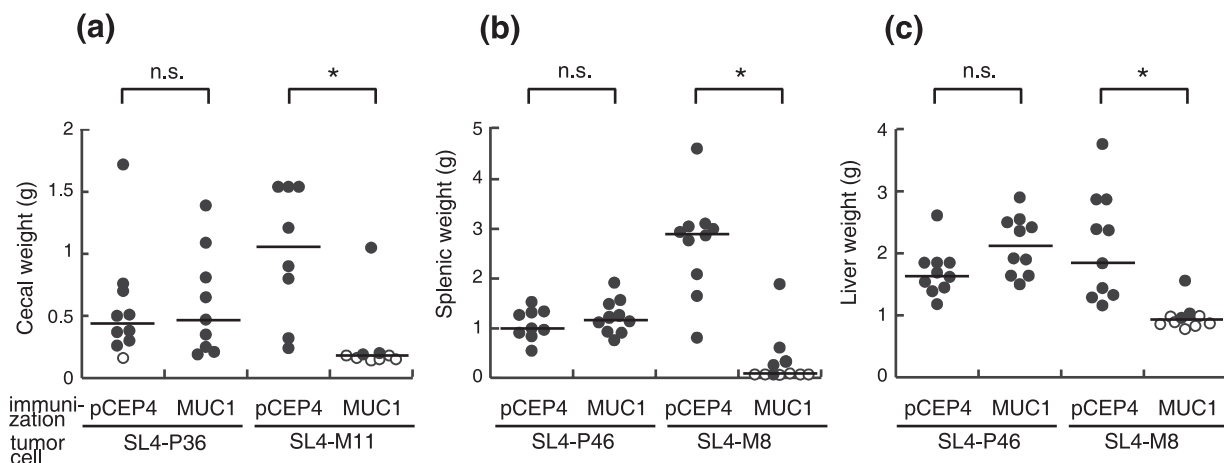 (a)
n.s.
*
Cecal weight (g)
2
1.5
1
0.5
0
immuni-
zation
pCEP4 MUC1 pCEP4 MUC1
tumor
cell
SL4-P36 SL4-M11
(b)
n.s.
*
Splenic weight (g)
5
4
3
2
1
0
pCEP4 MUC1 pCEP4 MUC1
SL4-P46 SL4-M8
(c)
n.s.
*
Liver weight (g)
4
3
2
1
0
pCEP4 MUC1 pCEP4 MUC1
SL4-P46 SL4-M8